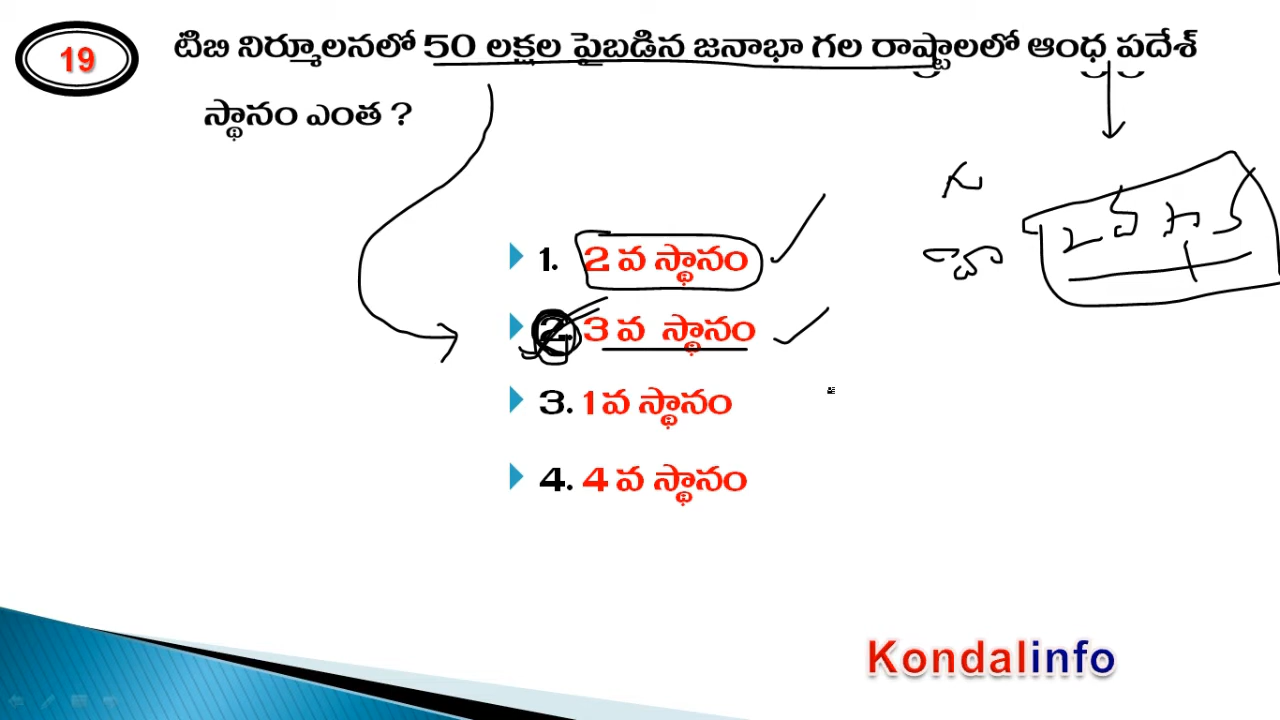 19
టిబి నిర్మూలనలో 50 లక్షల పైబడిన జనాభా గల రాష్ట్రాలలో ఆంధ్ర ప్రదేశ్
స్థానం ఎంత ?
1. 2 వ స్థానం
2. 3 వ స్థానం
3. 1 వ స్థానం
4. 4 వ స్థానం
Kondalinfo